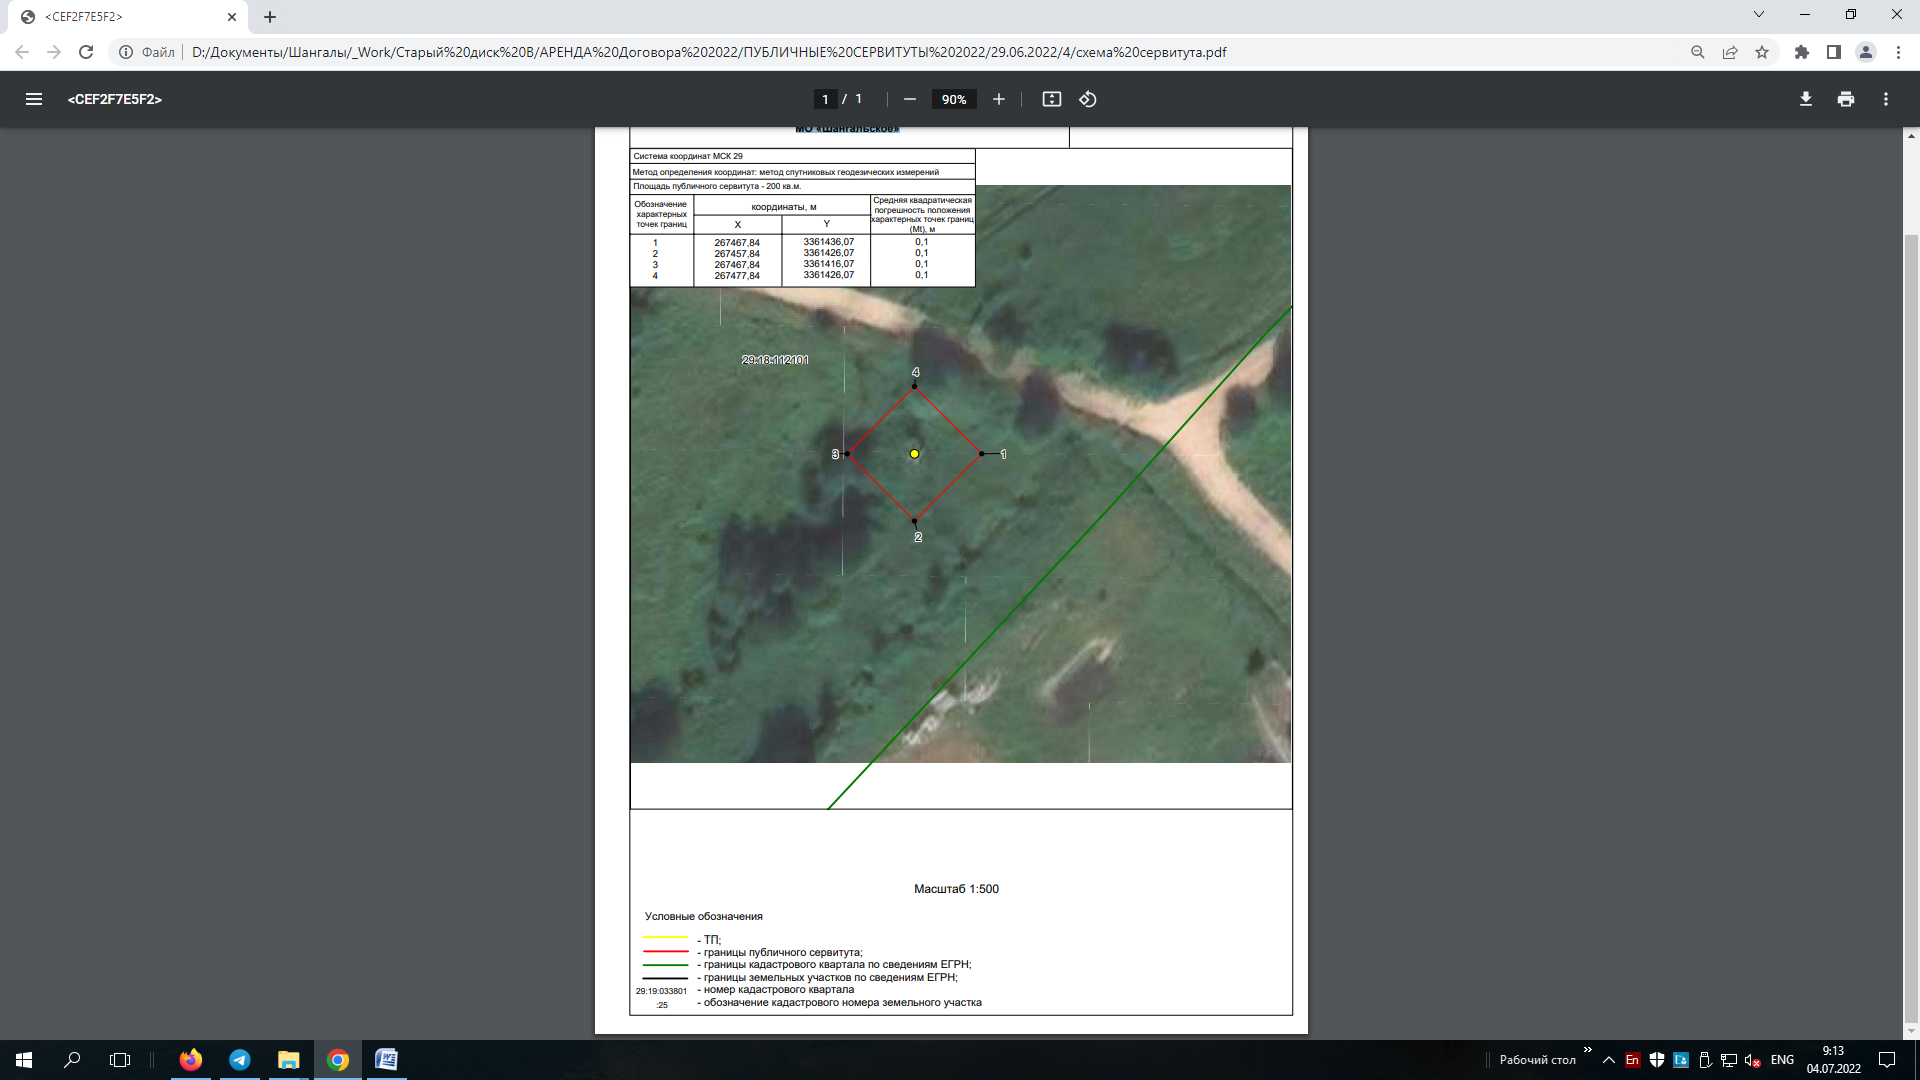 <CEF2F7E5F2>
Файл
D:/Документы/Шангалы/_Work/Старый%20диск%20B/АРЕНДА%20Договора%202022/ПУБЛИЧНЫЕ%20СЕРВИТУТЫ%202022/29.06.2022/4/схема%20сервитута.pdf
<CEF2F7E5F2>
1 / 1
90%
МО «Шангальское»
Система координат МСК 29
Метод определения координат: метод спутниковых геодезических измерений
Площадь публичного сервитута - 200 кв.м.
Обозначение характерных точек границ
координаты, м
Средняя квадратическая погрешность положения характерных точек границ (Mt), м
X
Y
1 267467,84 3361436,07 0,1
2 267457,84 3361426,07 0,1
3 267467,84 3361416,07 0,1
4 267477,84 3361426,07 0,1
29:18:112101
4
3
1
2
Масштаб 1:500
Условные обозначения
- ТП;
- границы публичного сервитута;
- границы кадастрового квартала по сведениям ЕГРН;
- границы земельных участков по сведениям ЕГРН;
29:19:033801 - номер кадастрового квартала
:25 - обозначение кадастрового номера земельного участка
Рабочий стол
En
ENG
9:13
04.07.2022